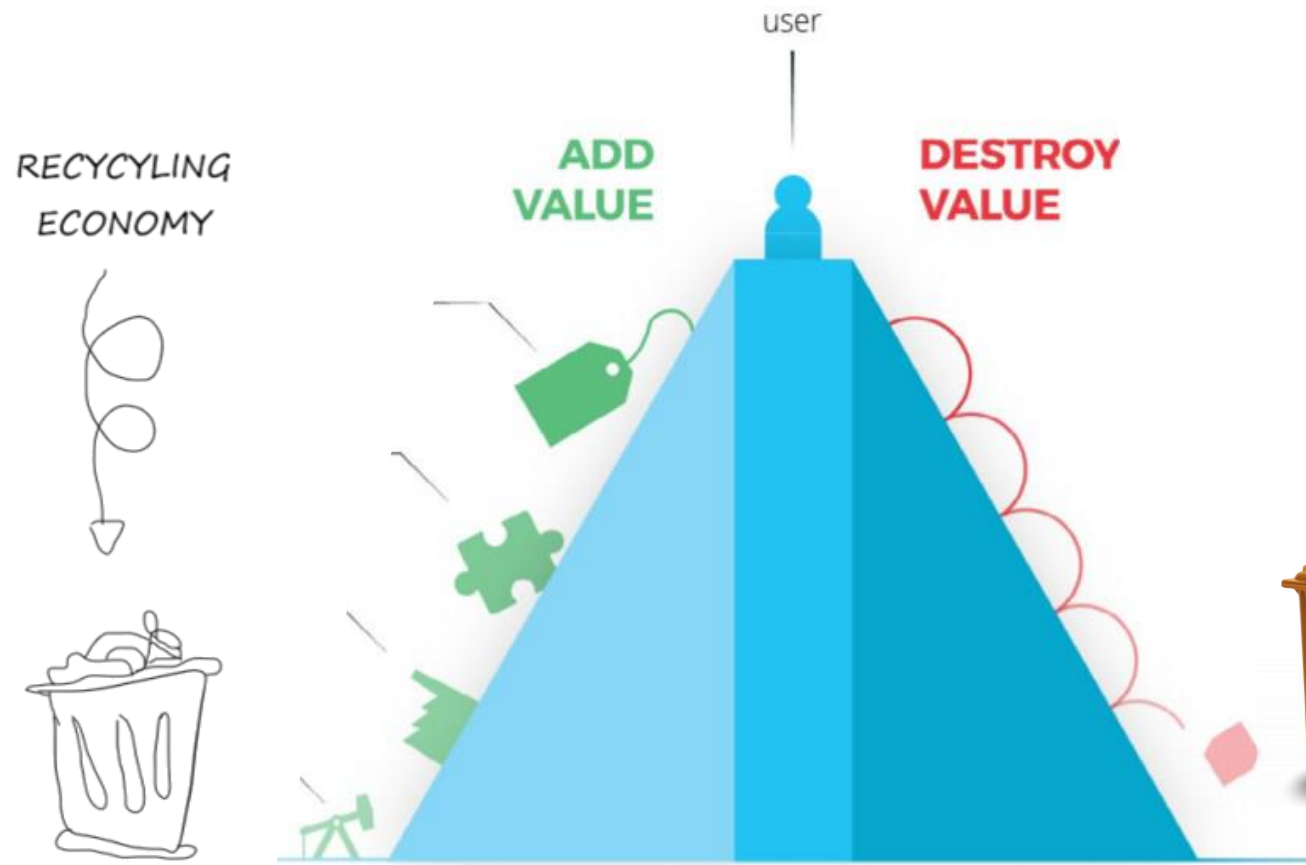 user
RECYCYLING
ECONOMY
ADD
VALUE
DESTROY
VALUE